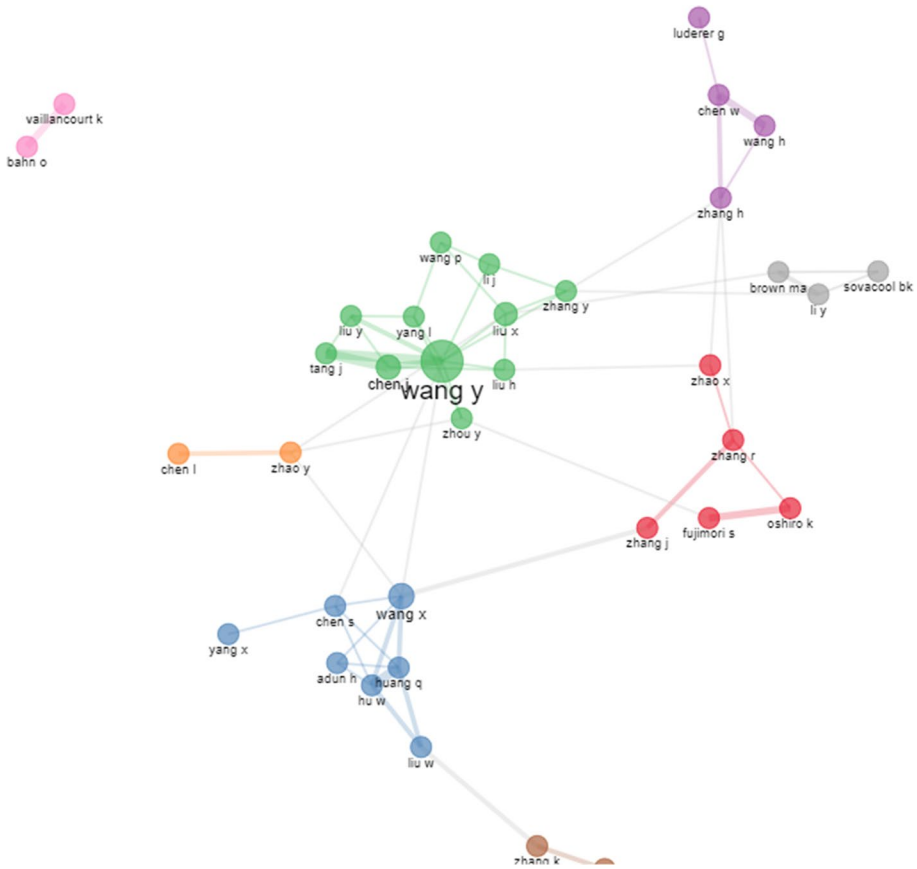 luderer g
chen w
vaillancourt k
wang h
bahn o
zhang h
wang p
li j
brown ma
sovacool bk
zhang y
li y
liu y
yang l
liu x
tang j
chen j
wang y
liu h
zhao x
zhou y
zhang r
chen l
zhao y
oshiro k
fujimori s
zhang j
wang x
chen s
yang x
adun h
huang q
hu w
liu w
zhang k